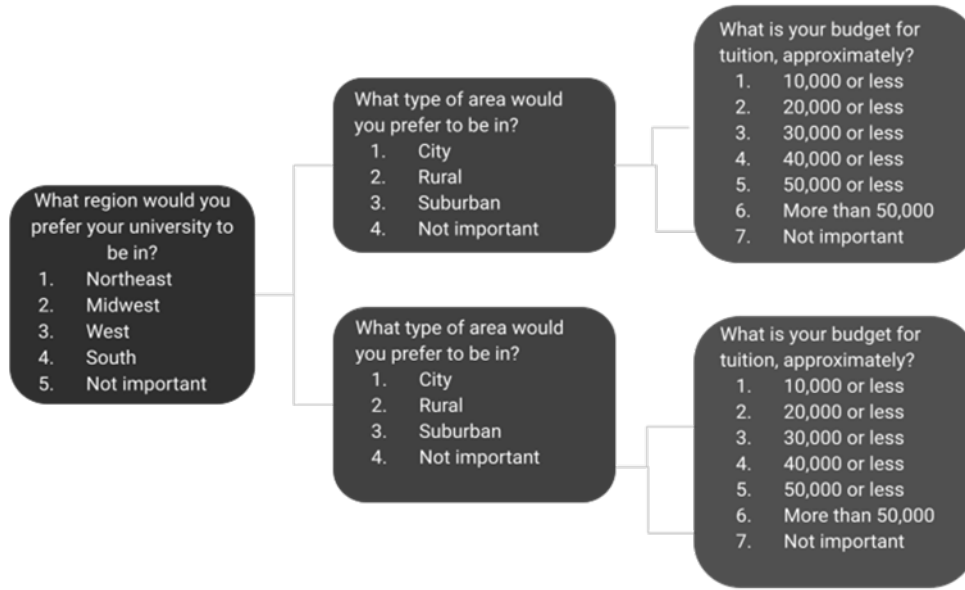 What region would you
prefer your university to
be in?
1. Northeast
2. Midwest
3. West
4. South
5. Not important
What type of area would
you prefer to be in?
1. City
2. Rural
3. Suburban
4. Not important
What is your budget for
tuition, approximately?
1. 10,000 or less
2. 20,000 or less
3. 30,000 or less
4. 40,000 or less
5. 50,000 or less
6. More than 50,000
7. Not important
What type of area would
you prefer to be in?
1. City
2. Rural
3. Suburban
4. Not important
What is your budget for
tuition, approximately?
1. 10,000 or less
2. 20,000 or less
3. 30,000 or less
4. 40,000 or less
5. 50,000 or less
6. More than 50,000
7. Not important